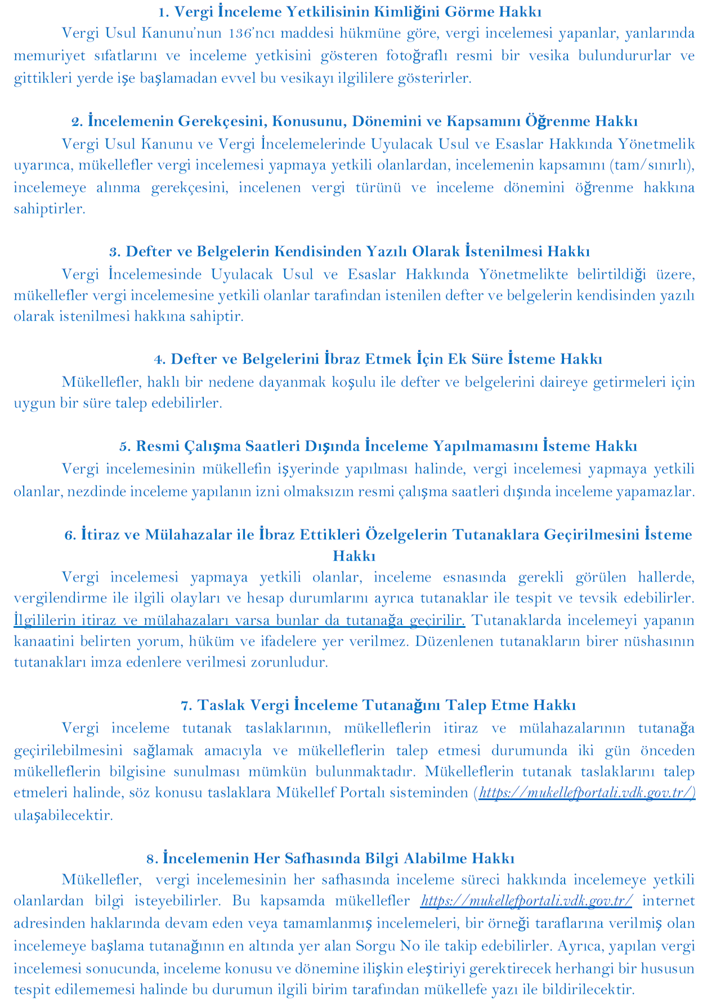 1. Vergi İnceleme Yetkilisinin Kimliğini Görme Hakkı
Vergi Usul Kanunu’nun 136’ncı maddesi hükmüne göre, vergi incelemesi yapanlar, yanlarında
memuriyet sıfatlarını ve inceleme yetkisini gösteren fotoğraflı resmi bir vesika bulundururlar ve
gittikleri yerde işe başlamadan evvel bu vesikayı ilgililere gösterirler.
2. İncelemenin Gerekçesini, Konusunu, Dönemini ve Kapsamını Öğrenme Hakkı
Vergi Usul Kanunu ve Vergi İncelemelerinde Uyulacak Usul ve Esaslar Hakkında Yönetmelik
uyarınca, mükellefler vergi incelemesi yapmaya yetkili olanlardan, incelemenin kapsamını (tam/sınırlı),
incelemeye alınma gerekçesini, incelenen vergi türünü ve inceleme dönemini öğrenme hakkına
sahiptirler.
3. Defter ve Belgelerin Kendisinden Yazılı Olarak İstenilmesi Hakkı
Vergi İncelemesinde Uyulacak Usul ve Esaslar Hakkında Yönetmelikte belirtildiği üzere,
mükellefler vergi incelemesine yetkili olanlar tarafından istenilen defter ve belgelerin kendisinden yazılı
olarak istenilmesi hakkına sahiptir.
4. Defter ve Belgelerini İbraz Etmek İçin Ek Süre İsteme Hakkı
Mükellefler, haklı bir nedene dayanmak koşulu ile defter ve belgelerini daireye getirmeleri için
uygun bir süre talep edebilirler.
5. Resmi Çalışma Saatleri Dışında İnceleme Yapılmamasını İsteme Hakkı
Vergi incelemesinin mükellefin işyerinde yapılması halinde, vergi incelemesi yapmaya yetkili
olanlar, nezdinde inceleme yapılanın izni olmaksızın resmi çalışma saatleri dışında inceleme yapamazlar.
6. İtiraz ve Mülahazalar ile İbraz Ettikleri Özelgelerin Tutanaklara Geçirilmesini İsteme
Hakkı
Vergi incelemesi yapmaya yetkili olanlar, inceleme esnasında gerekli görülen hallerde,
vergilendirme ile ilgili olayları ve hesap durumlarını ayrıca tutanaklar ile tespit ve tevsik edebilirler.
İlgililerin itiraz ve mülahazaları varsa bunlar da tutanağa geçirilir. Tutanaklarda incelemeyi yapanın
kanaatini belirten yorum, hüküm ve ifadelere yer verilmez. Düzenlenen tutanakların birer nüshasının
tutanakları imza edenlere verilmesi zorunludur.
7. Taslak Vergi İnceleme Tutanağını Talep Etme Hakkı
Vergi inceleme tutanak taslaklarının, mükelleflerin itiraz ve mülahazalarının tutanağa
geçirilebilmesini sağlamak amacıyla ve mükelleflerin talep etmesi durumunda iki gün önceden
mükelleflerin bilgisine sunulması mümkün bulunmaktadır. Mükelleflerin tutanak taslaklarını talep
etmeleri halinde, söz konusu taslaklara Mükellef Portalı sisteminden (https://mukellefportali.vdk.gov.tr/)
ulaşabilecektir.
8. İncelemenin Her Safhasında Bilgi Alabilme Hakkı
Mükellefler, vergi incelemesinin her safhasında inceleme süreci hakkında incelemeye yetkili
olanlardan bilgi isteyebilirler. Bu kapsamda mükellefler https://mukellefportali.vdk.gov.tr/ internet
adresinden haklarında devam eden veya tamamlanmış incelemeleri, bir örneği taraflarına verilmiş olan
incelemeye başlama tutanağının en altında yer alan Sorgu No ile takip edebilirler. Ayrıca, yapılan vergi
incelemesi sonucunda, inceleme konusu ve dönemine ilişkin eleştiriyi gerektirecek herhangi bir hususun
tespit edilememesi halinde bu durumun ilgili birim tarafından mükellefe yazı ile bildirilecektir.